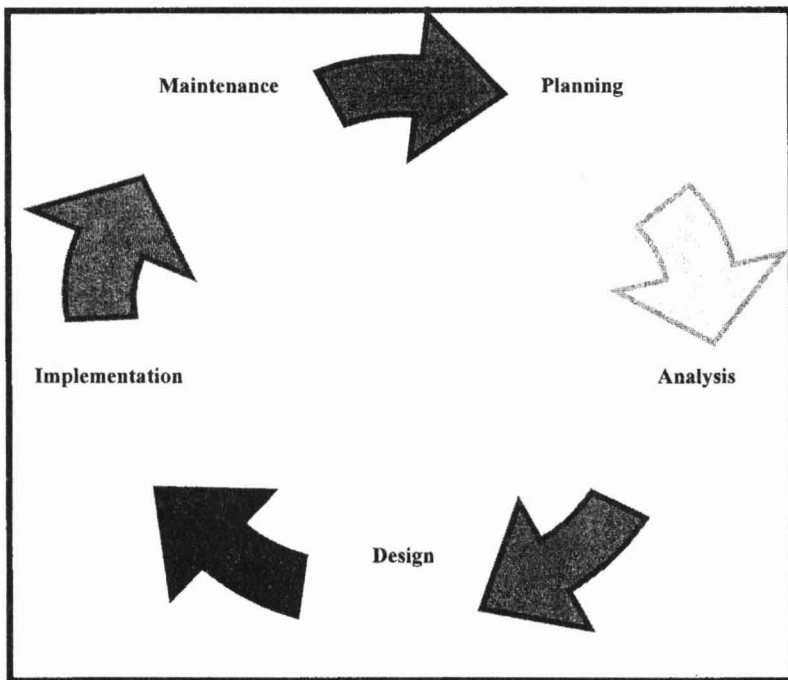 Maintenance
Planning
Implementation
Analysis
Design